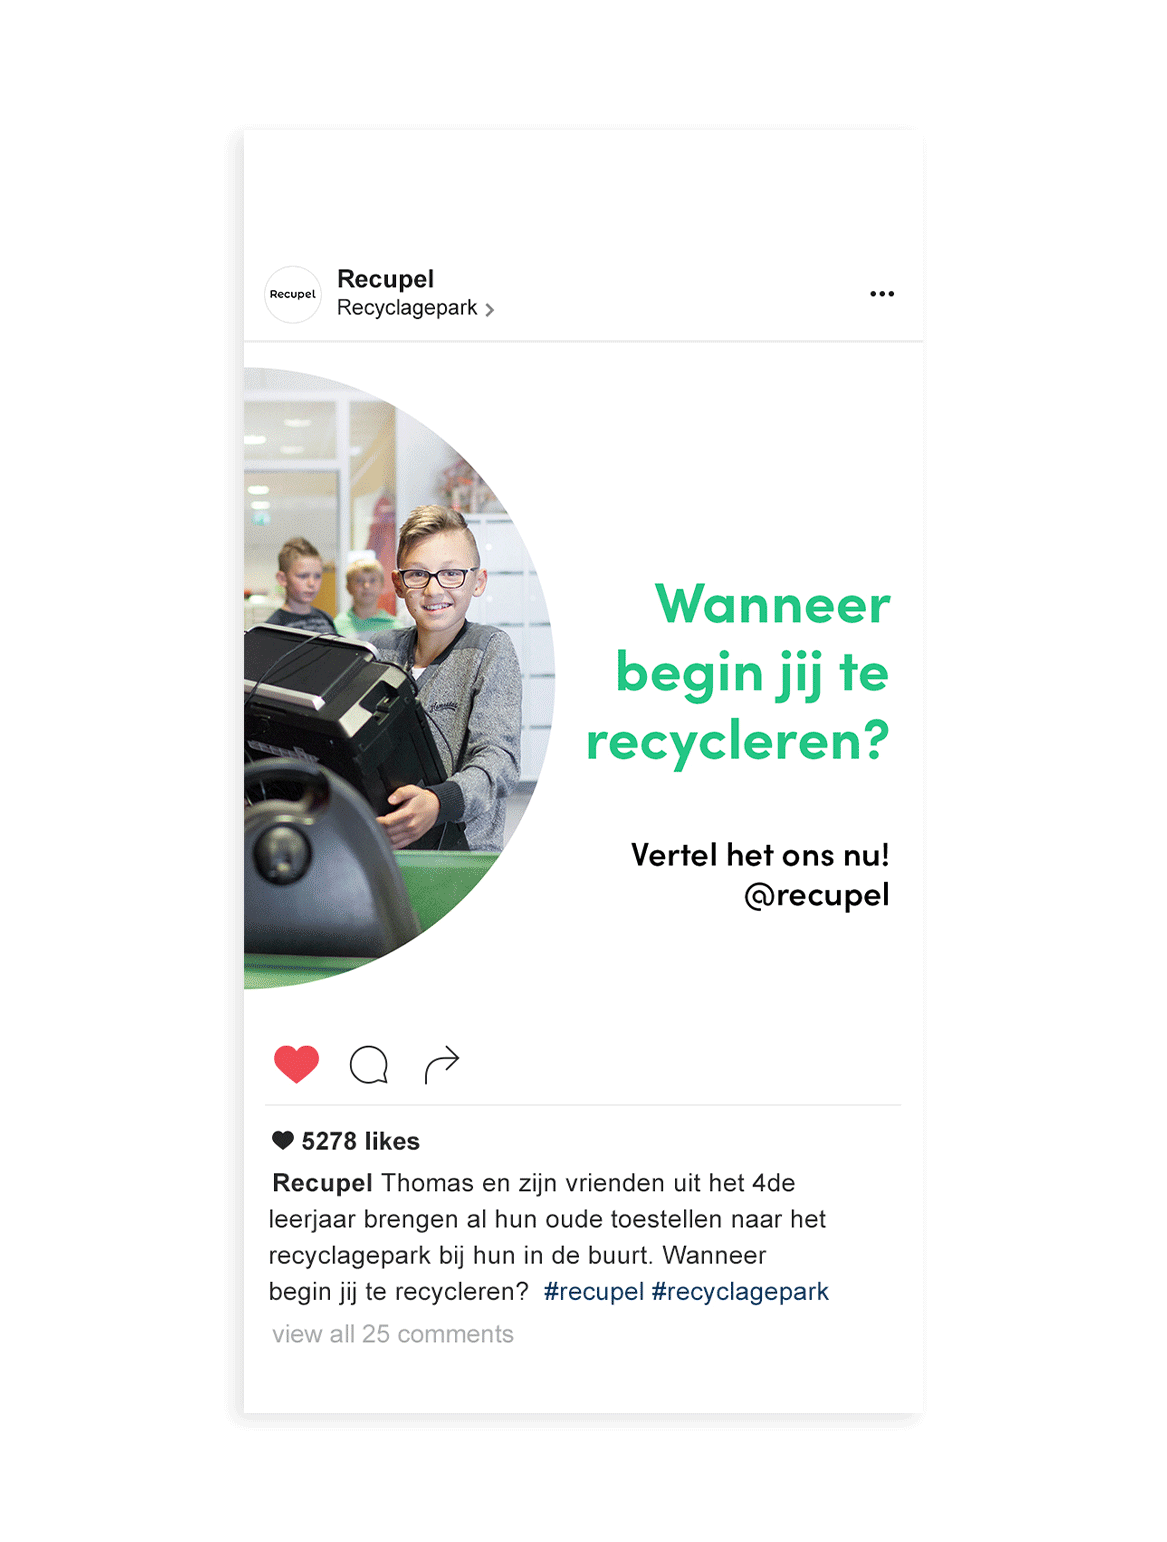 Recupel
Recupel
Recyclagepark >
Wanneer
begin jij te
recycleren?
Vertel het ons nu!
@recupel
5278 likes
Recupel Thomas en zijn vrienden uit het 4de
leerjaar brengen al hun oude toestellen naar het
recyclagepark bij hun in de buurt. Wanneer
begin jij te recycleren? #recupel #recyclagepark
view all 25 comments